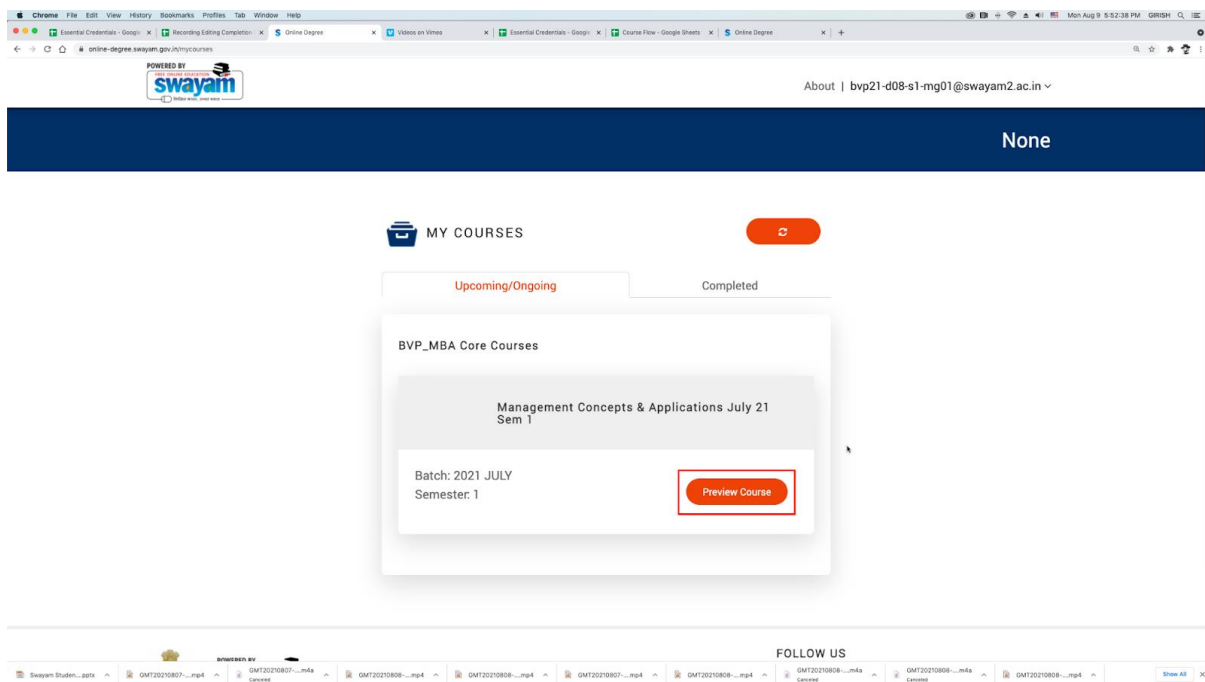 Chrome File Edit View History Bookmarks Profiles Tab Window Help
Mon Aug 9 5:52:38 PM GIRISH
Essential Credentials - Google
Recording Editing Completion
Online Degree
Videos on Vimeo
Essential Credentials - Google
Course Flow - Google Sheets
Online Degree
online-degree.swayam.gov.in/mycourses
POWERED BY
FREE ONLINE EDUCATION
swayam
About | bvp21-d08-s1-mg01@swayam2.ac.in
None
MY COURSES
Upcoming/Ongoing
Completed
BVP_MBA Core Courses
Management Concepts & Applications July 21
Sem 1
Batch: 2021 JULY
Semester: 1
Preview Course
FOLLOW US
POWERED BY
Swayam Studen....pptx
GMT20210807-....mp4
GMT20210807-....m4a
Canceled
GMT20210808-....mp4
GMT20210808-....mp4
GMT20210807-....mp4
GMT20210808-....mp4
GMT20210808-....m4a
Canceled
GMT20210808-....m4a
Canceled
GMT20210808-....mp4
Show All